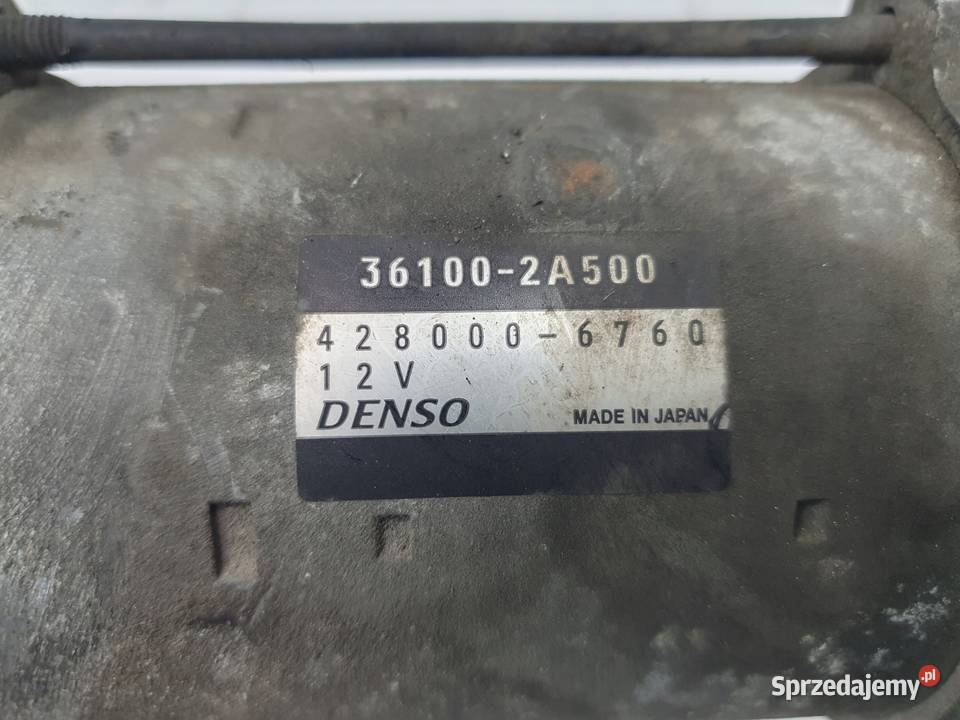 36100-2A500
428000-6760
12V
DENSO MADE IN JAPAN
Sprzedajemy.pl